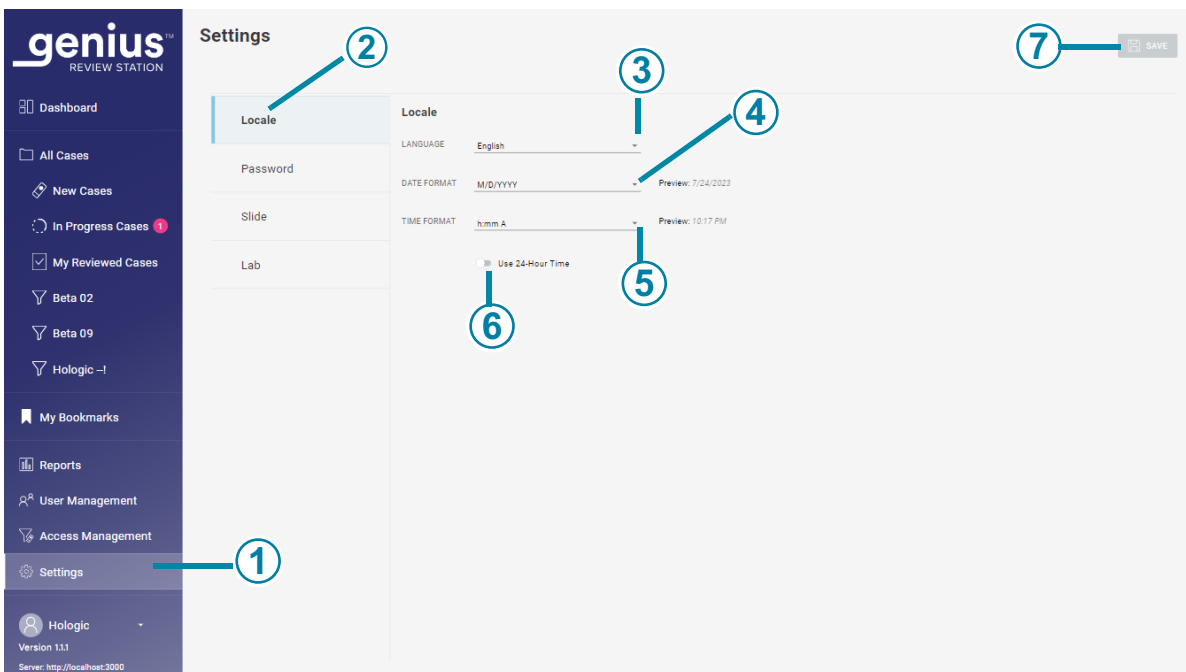 genius™
REVIEW STATION
Dashboard
All Cases
New Cases
In Progress Cases 1
My Reviewed Cases
Beta 02
Beta 09
Hologic –!
My Bookmarks
Reports
User Management
Access Management
Settings
Hologic
Version 1.1.1
Server: http://localhost:3000
Settings
SAVE
Locale
Password
Slide
Lab
Locale
LANGUAGE English
DATE FORMAT M/D/YYYY Preview: 7/24/2023
TIME FORMAT h:mm A Preview: 10:17 PM
Use 24-Hour Time
1
2
3
4
5
6
7